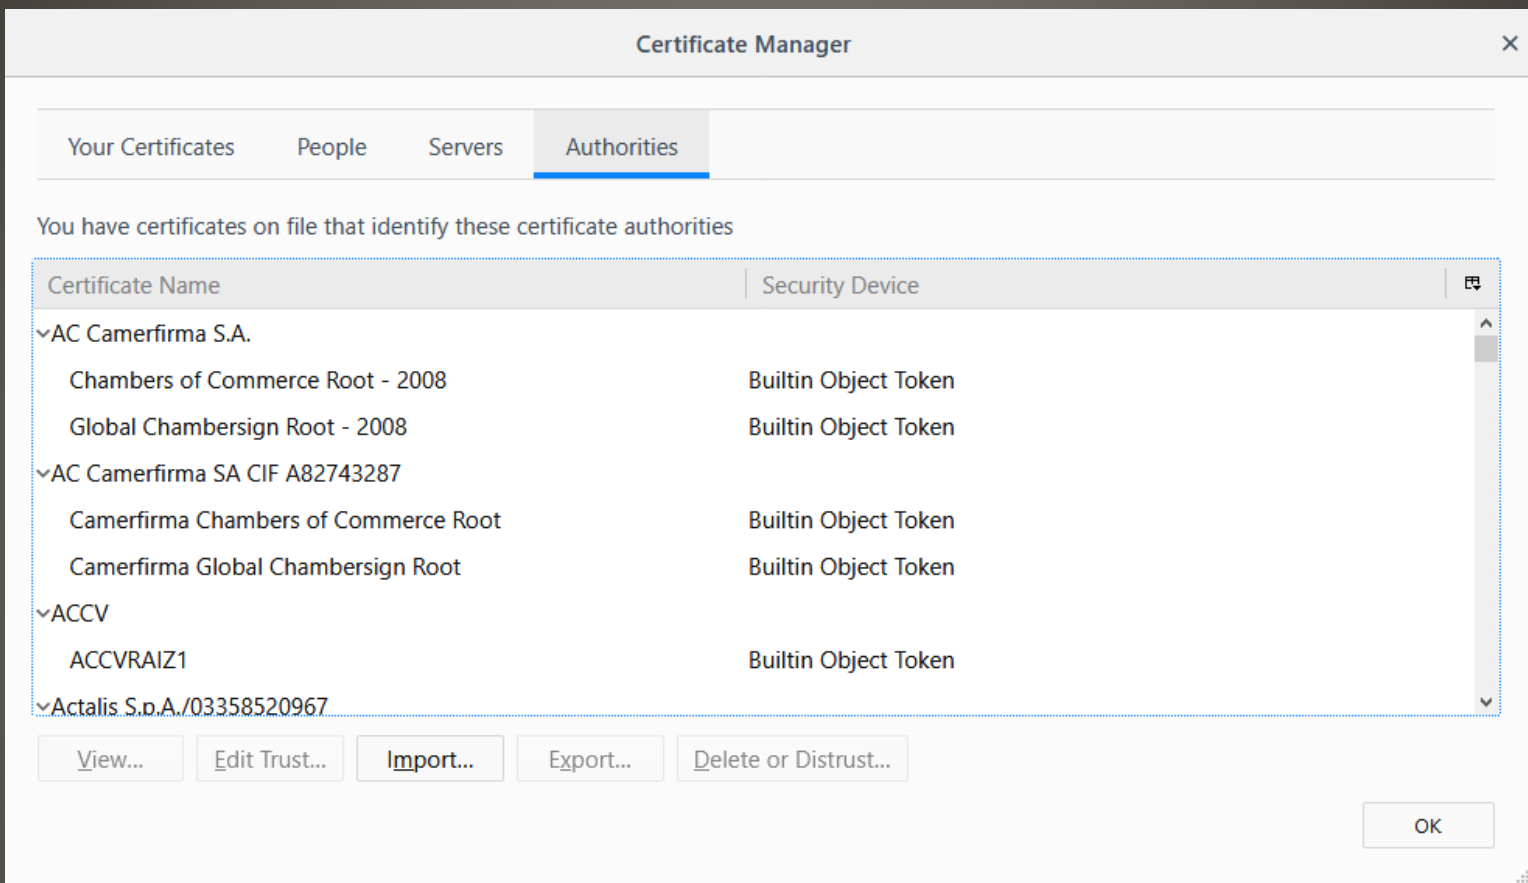 Certificate Manager
Your Certificates People Servers Authorities
You have certificates on file that identify these certificate authorities
Certificate Name Security Device
AC Camerfirma S.A.
Chambers of Commerce Root - 2008 Builtin Object Token
Global Chambersign Root - 2008 Builtin Object Token
AC Camerfirma SA CIF A82743287
Camerfirma Chambers of Commerce Root Builtin Object Token
Camerfirma Global Chambersign Root Builtin Object Token
ACCV
ACCVRAIZ1 Builtin Object Token
Actalis S.p.A./03358520967
View... Edit Trust... Import... Export... Delete or Distrust...
OK